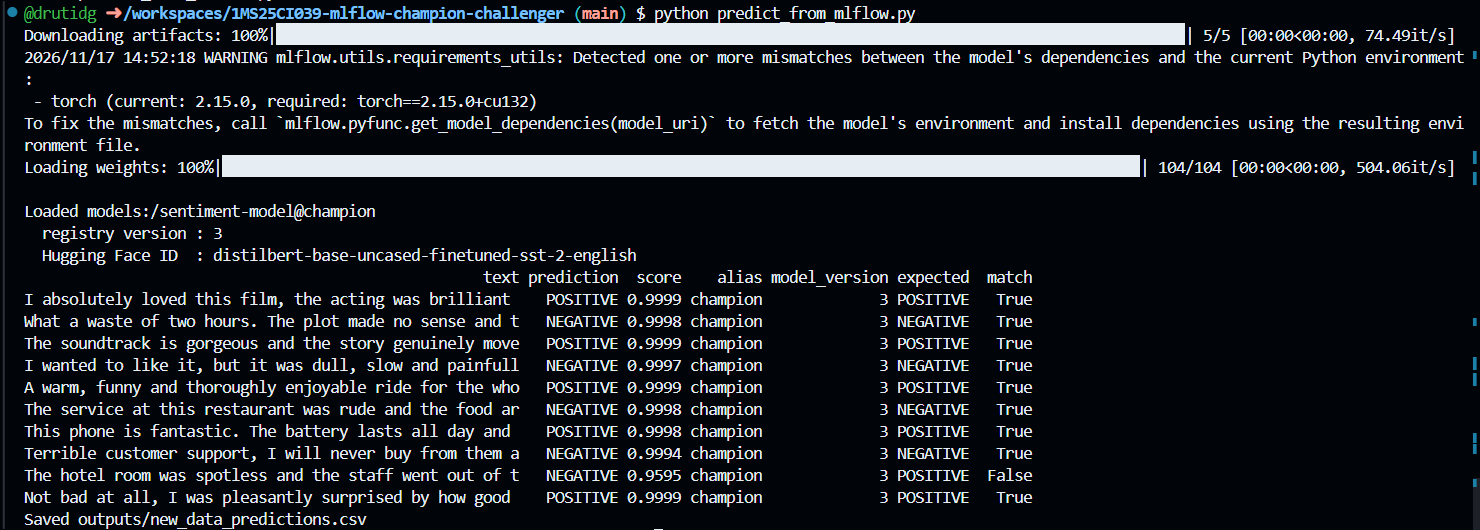 @drutidg ➜/workspaces/1MS25CI039-mlflow-champion-challenger (main) $ python predict_from_mlflow.py
Downloading artifacts: 100%| | 5/5 [00:00<00:00, 74.49it/s]
2026/11/17 14:52:18 WARNING mlflow.utils.requirements_utils: Detected one or more mismatches between the model's dependencies and the current Python environment
:
 - torch (current: 2.15.0, required: torch==2.15.0+cu132)
To fix the mismatches, call `mlflow.pyfunc.get_model_dependencies(model_uri)` to fetch the model's environment and install dependencies using the resulting envi
ronment file.
Loading weights: 100%| | 104/104 [00:00<00:00, 504.06it/s]
Loaded models:/sentiment-model@champion
  registry version : 3
  Hugging Face ID  : distilbert-base-uncased-finetuned-sst-2-english
text prediction score alias model_version expected match
I absolutely loved this film, the acting was brilliant POSITIVE 0.9999 champion 3 POSITIVE True
What a waste of two hours. The plot made no sense and t NEGATIVE 0.9998 champion 3 NEGATIVE True
The soundtrack is gorgeous and the story genuinely move POSITIVE 0.9999 champion 3 POSITIVE True
I wanted to like it, but it was dull, slow and painfull NEGATIVE 0.9997 champion 3 NEGATIVE True
A warm, funny and thoroughly enjoyable ride for the who POSITIVE 0.9999 champion 3 POSITIVE True
The service at this restaurant was rude and the food ar NEGATIVE 0.9998 champion 3 NEGATIVE True
This phone is fantastic. The battery lasts all day and POSITIVE 0.9998 champion 3 POSITIVE True
Terrible customer support, I will never buy from them a NEGATIVE 0.9994 champion 3 NEGATIVE True
The hotel room was spotless and the staff went out of t NEGATIVE 0.9595 champion 3 POSITIVE False
Not bad at all, I was pleasantly surprised by how good POSITIVE 0.9999 champion 3 POSITIVE True
Saved outputs/new_data_predictions.csv